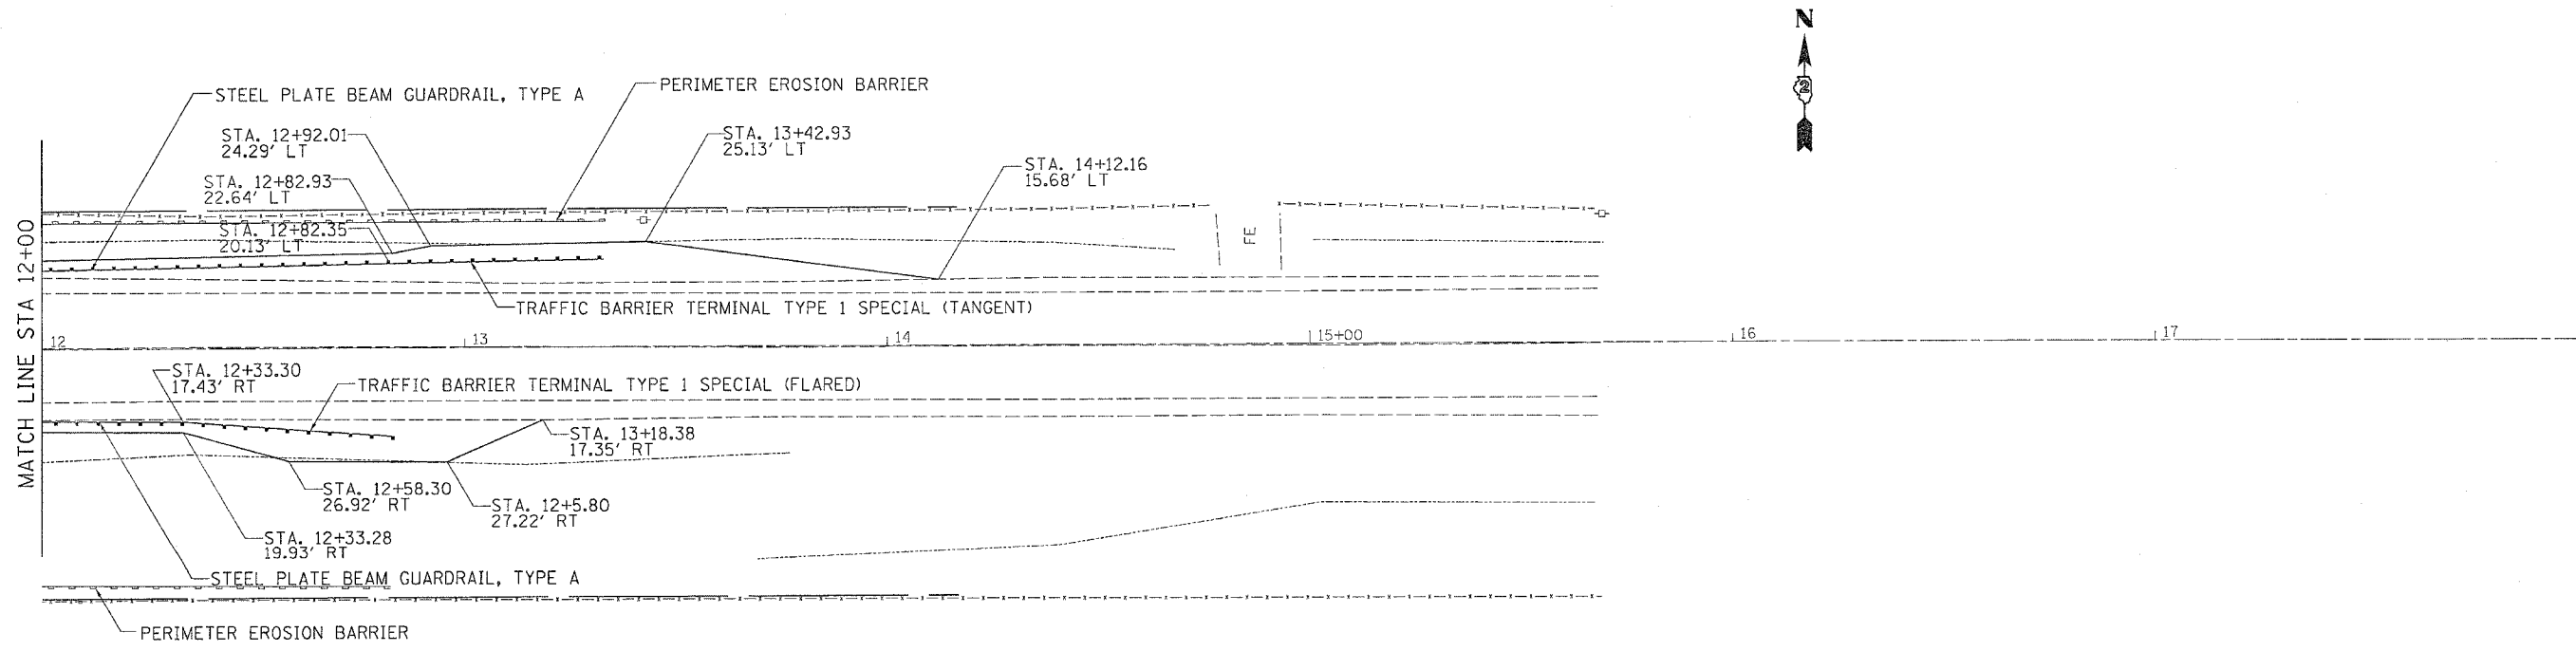 N
2
STEEL PLATE BEAM GUARDRAIL, TYPE A
PERIMETER EROSION BARRIER
STA. 12+92.01
24.29' LT
STA. 13+42.93
25.13' LT
STA. 14+12.16
15.68' LT
STA. 12+82.93
22.64' LT
STA. 12+82.35
20.13' LT
FE
MATCH LINE STA 12+00
TRAFFIC BARRIER TERMINAL TYPE 1 SPECIAL (TANGENT)
12
13
14
15+00
16
17
STA. 12+33.30
17.43' RT
TRAFFIC BARRIER TERMINAL TYPE 1 SPECIAL (FLARED)
STA. 13+18.38
17.35' RT
STA. 12+58.30
26.92' RT
STA. 12+5.80
27.22' RT
STA. 12+33.28
19.93' RT
STEEL PLATE BEAM GUARDRAIL, TYPE A
PERIMETER EROSION BARRIER